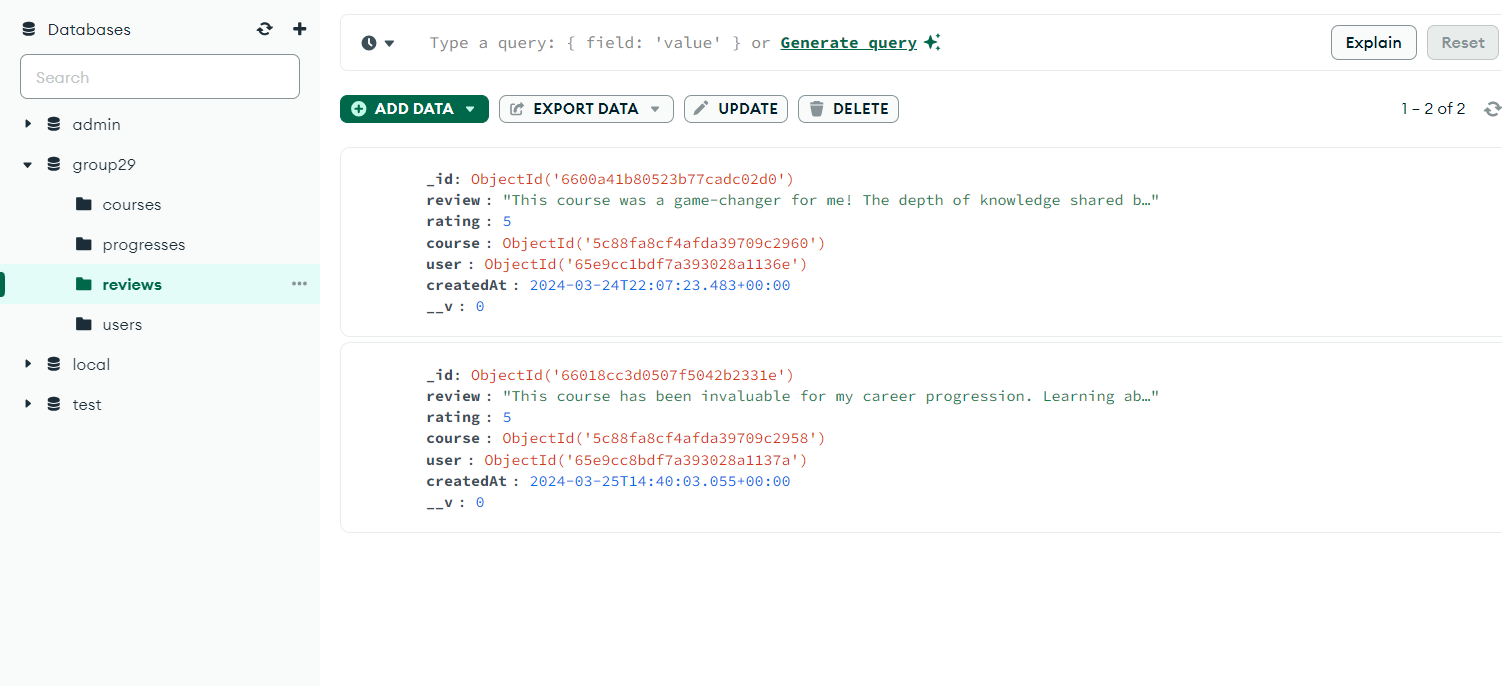 Databases
Search
admin
group29
courses
progresses
reviews
users
local
test
Type a query: { field: 'value' } or Generate query
Explain
Reset
ADD DATA
EXPORT DATA
UPDATE
DELETE
1 – 2 of 2
_id: ObjectId('6600a41b80523b77cadc02d0')
review : "This course was a game-changer for me! The depth of knowledge shared b…"
rating : 5
course : ObjectId('5c88fa8cf4afda39709c2960')
user : ObjectId('65e9cc1bdf7a393028a1136e')
createdAt : 2024-03-24T22:07:23.483+00:00
__v : 0
_id: ObjectId('66018cc3d0507f5042b2331e')
review : "This course has been invaluable for my career progression. Learning ab…"
rating : 5
course : ObjectId('5c88fa8cf4afda39709c2958')
user : ObjectId('65e9cc8bdf7a393028a1137a')
createdAt : 2024-03-25T14:40:03.055+00:00
__v : 0